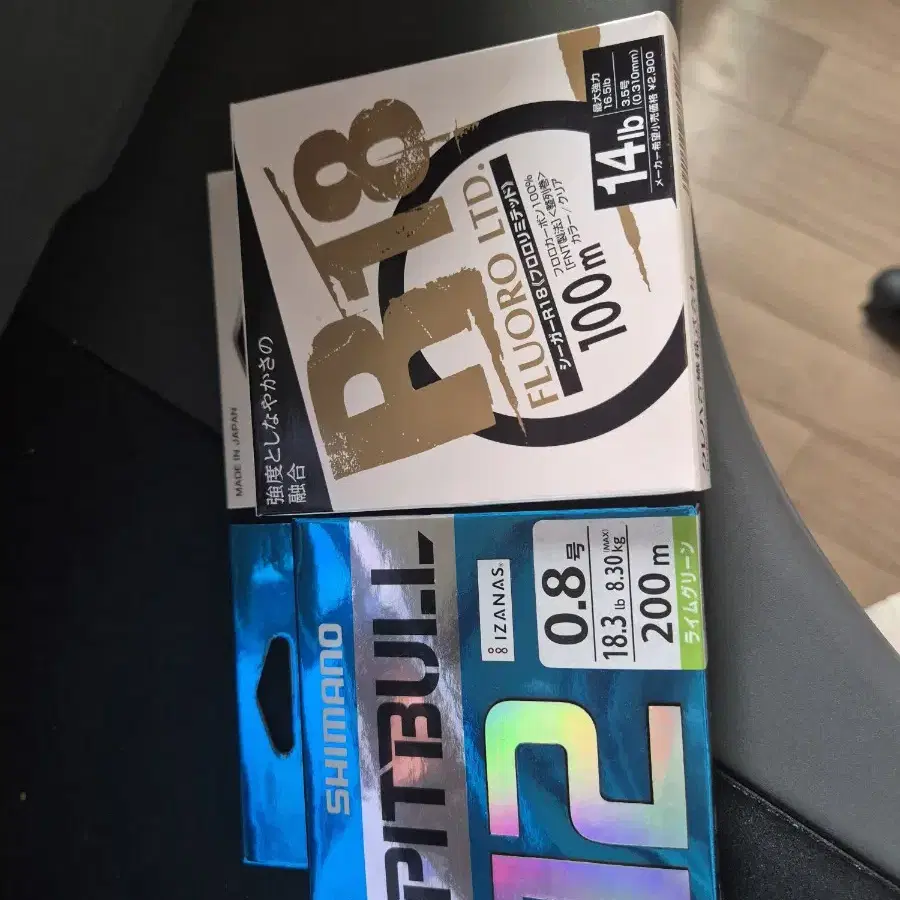 強度としなやかさの
融合
R18
FLUORO LTD.
シーガーR18〈フロロリミテッド〉
フロロカーボン100%
[FNT製法]〈整列巻〉
カラー／クリア
100m
最大強力
16.5lb
3.5号
(0.310mm)
14lb
メーカー希望小売価格 ¥2,900
MADE IN JAPAN
SHIMANO
PITBULL
12
IZANAS®
0.8号
(MAX)
18.3 lb 8.30kg
200m
ライムグリーン